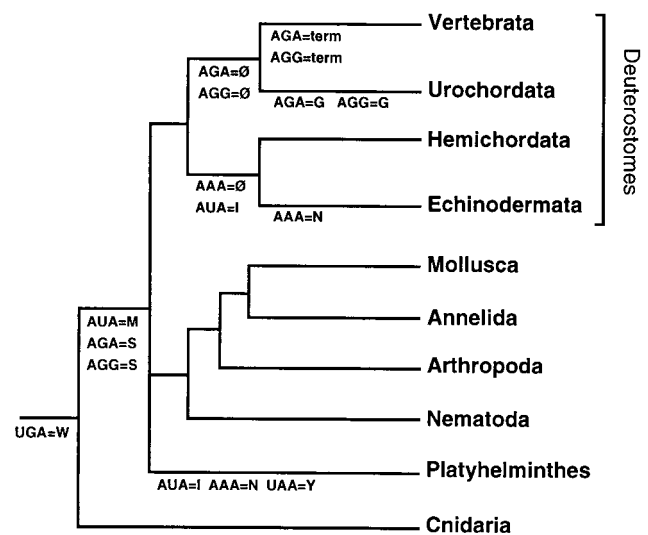 Vertebrata
AGA=term
AGG=term
AGA=Ø
AGG=Ø
Urochordata
AGA=G AGG=G
Hemichordata
AAA=Ø
AUA=I
Echinodermata
AAA=N
Deuterostomes
Mollusca
Annelida
AUA=M
AGA=S
AGG=S
Arthropoda
Nematoda
UGA=W
Platyhelminthes
AUA=I AAA=N UAA=Y
Cnidaria